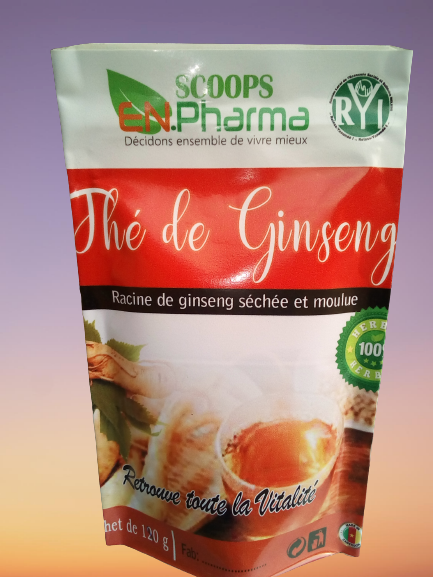 SCOOPS
EN.Pharma
Décidons ensemble de vivre mieux
RYI
Thé de Ginseng
Racine de ginseng séchée et moulue
100%
Retrouve toute la Vitalité
het de 120 g
Fab: